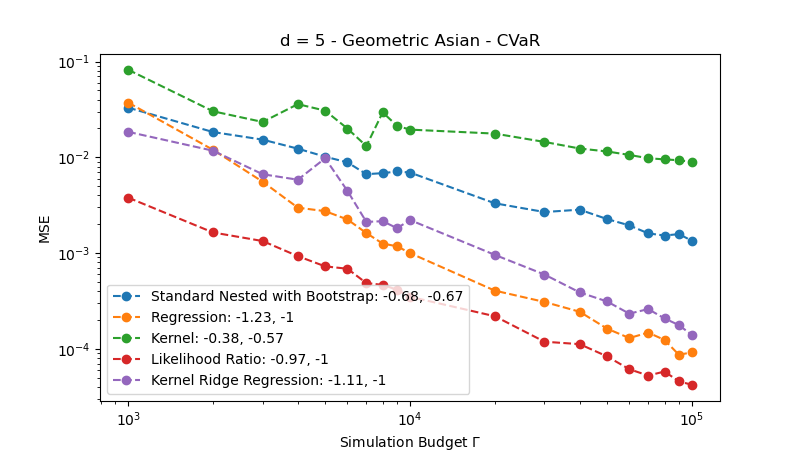 d = 5 - Geometric Asian - CVaR
10⁻¹
10⁻²
10⁻³
10⁻⁴
MSE
Standard Nested with Bootstrap: -0.68, -0.67
Regression: -1.23, -1
Kernel: -0.38, -0.57
Likelihood Ratio: -0.97, -1
Kernel Ridge Regression: -1.11, -1
10³ 10⁴ 10⁵
Simulation Budget Γ